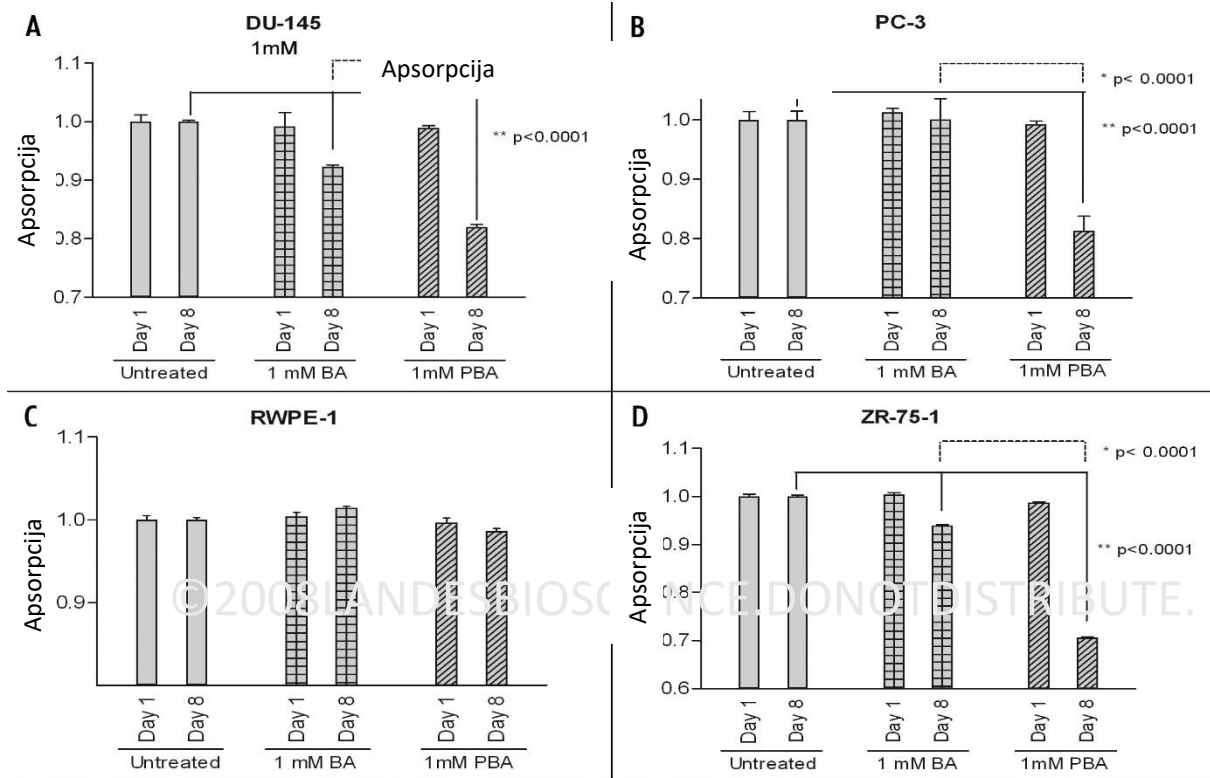 A
DU-145
1mM
Apsorpcija
1.1
1.0
0.9
0.8
0.7
Apsorpcija
** p<0.0001
Day 1
Day 8
Day 1
Day 8
Day 1
Day 8
Untreated
1 mM BA
1mM PBA
B
PC-3
* p< 0.0001
** p<0.0001
1.0
0.9
0.8
0.7
Apsorpcija
Day 1
Day 8
Day 1
Day 8
Day 1
Day 8
Untreated
1 mM BA
1mM PBA
C
RWPE-1
1.1
1.0
0.9
Apsorpcija
Day 1
Day 8
Day 1
Day 8
Day 1
Day 8
Untreated
1 mM BA
1mM PBA
D
ZR-75-1
* p< 0.0001
** p<0.0001
1.1
1.0
0.9
0.8
0.7
0.6
Apsorpcija
Day 1
Day 8
Day 1
Day 8
Day 1
Day 8
Untreated
1 mM BA
1mM PBA